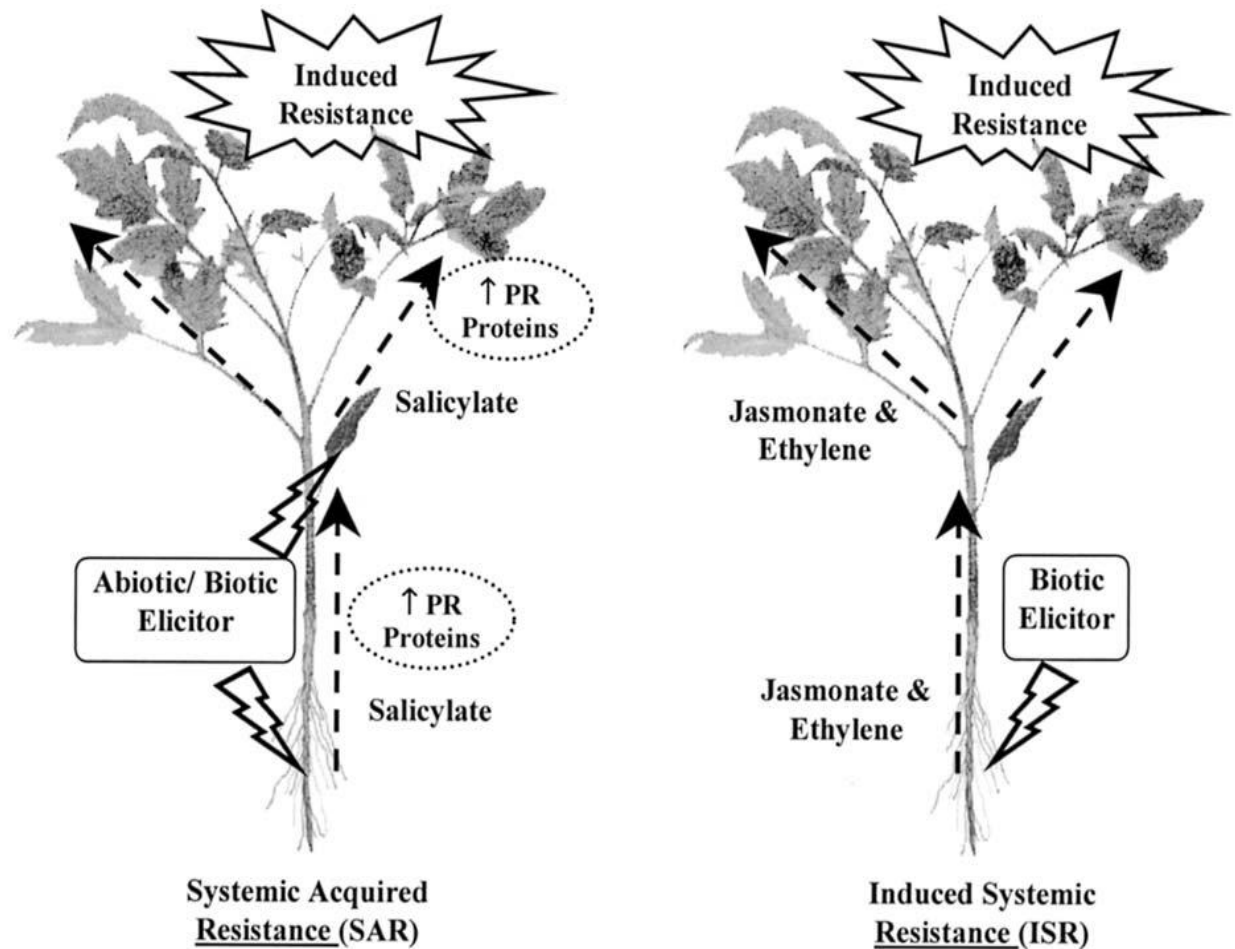 Induced
Resistance
↑ PR
Proteins
Salicylate
Abiotic/ Biotic
Elicitor
↑ PR
Proteins
Salicylate
Systemic Acquired
Resistance (SAR)
Induced
Resistance
Jasmonate &
Ethylene
Biotic
Elicitor
Jasmonate &
Ethylene
Induced Systemic
Resistance (ISR)